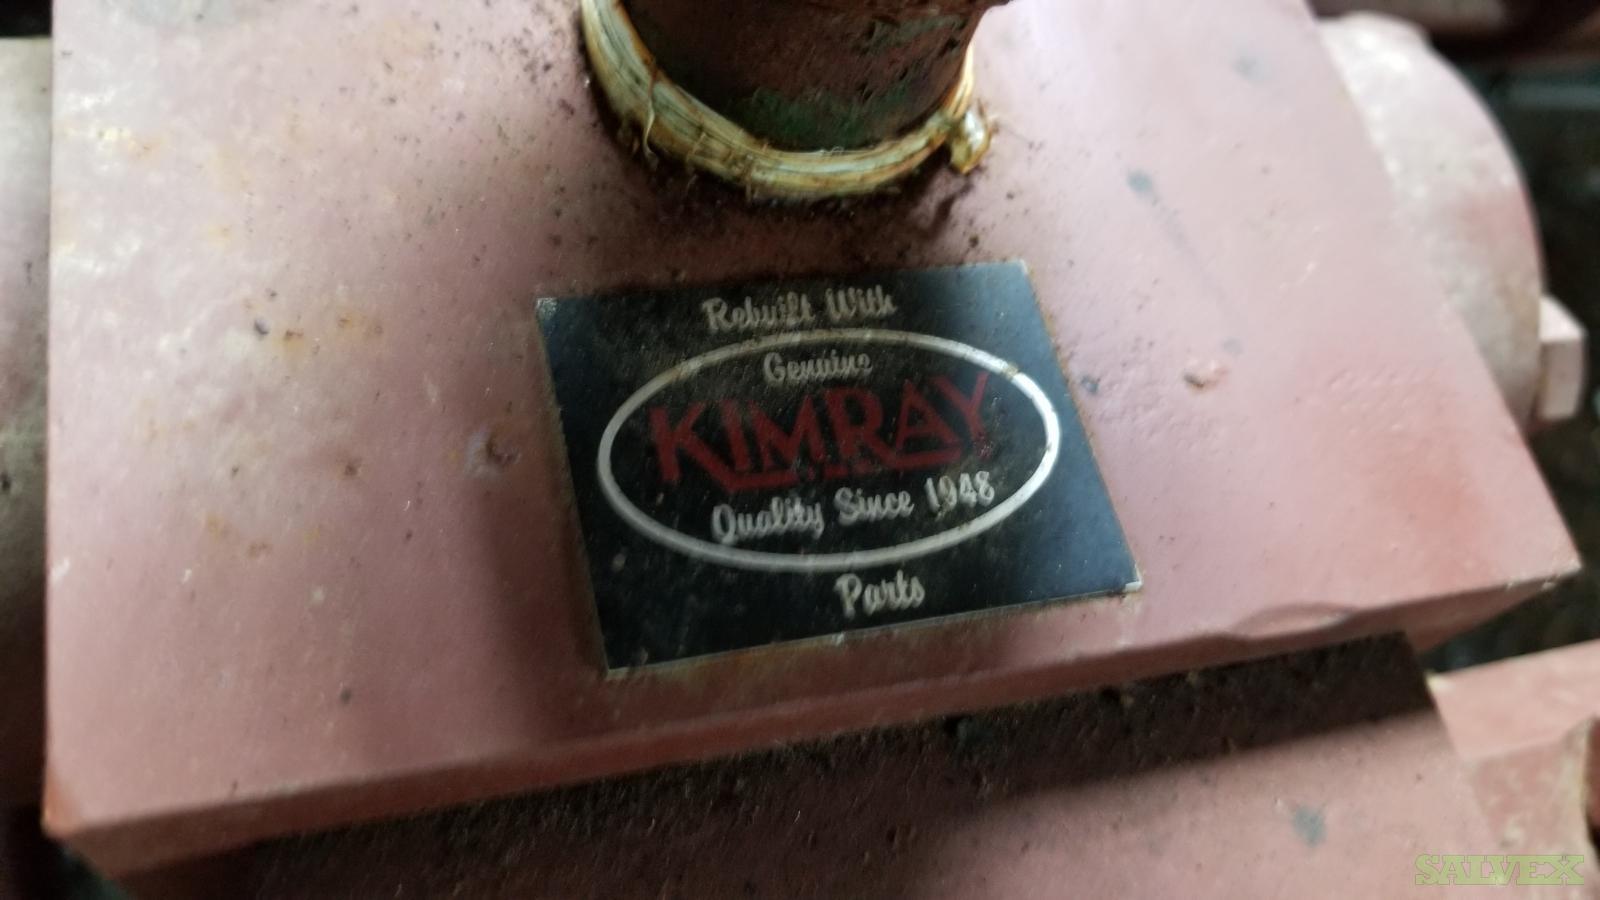 Rebuilt With
Genuine
KIMRAY
Quality Since 1948
Parts
SALVEX